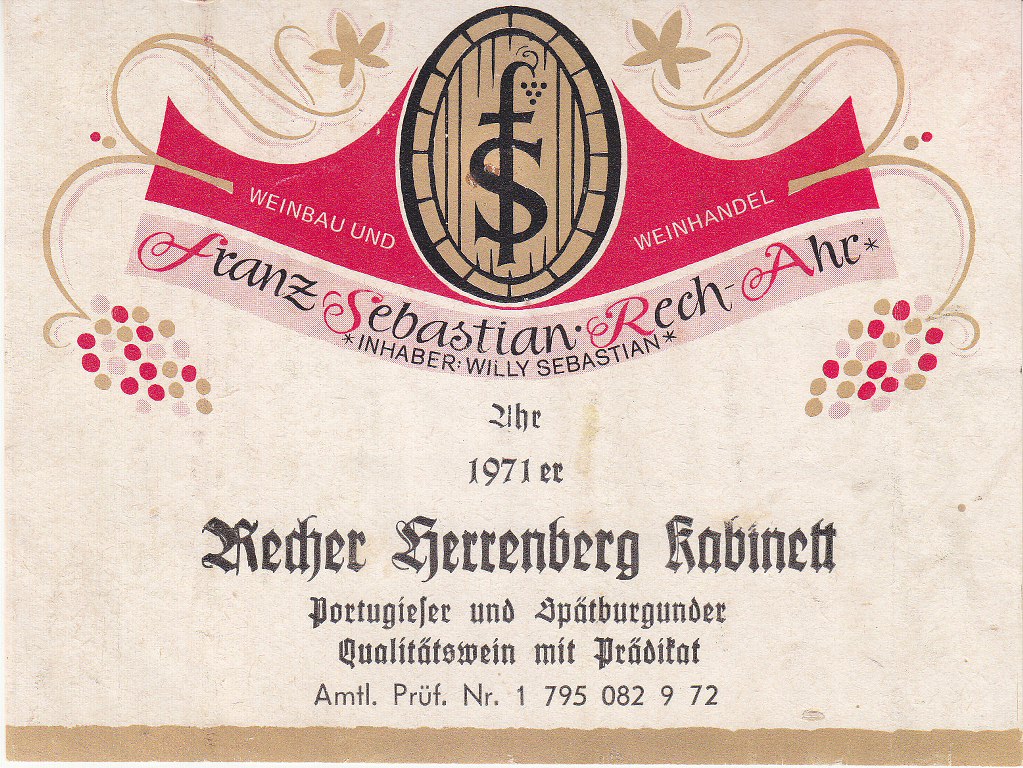 fS
WEINBAU UND WEINHANDEL
Franz Sebastian · Rech-Ahr*
*INHABER: WILLY SEBASTIAN*
Ahr
1971er
Recher Herrenberg Kabinett
Portugieser und Spätburgunder
Qualitätswein mit Prädikat
Amtl. Prüf. Nr. 1 795 082 9 72